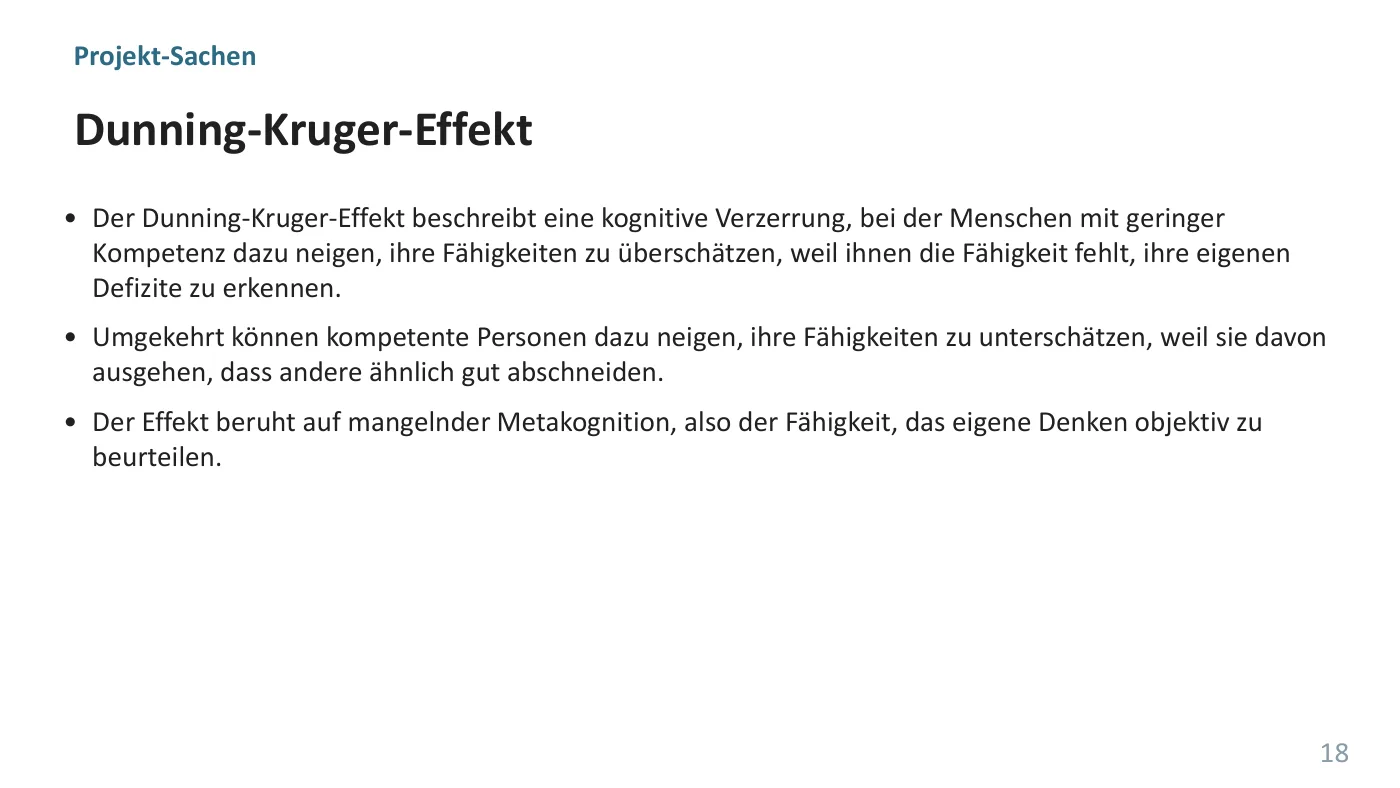 Projekt-Sachen
Dunning-Kruger-Effekt
• Der Dunning-Kruger-Effekt beschreibt eine kognitive Verzerrung, bei der Menschen mit geringer
Kompetenz dazu neigen, ihre Fähigkeiten zu überschätzen, weil ihnen die Fähigkeit fehlt, ihre eigenen
Defizite zu erkennen.
• Umgekehrt können kompetente Personen dazu neigen, ihre Fähigkeiten zu unterschätzen, weil sie davon
ausgehen, dass andere ähnlich gut abschneiden.
• Der Effekt beruht auf mangelnder Metakognition, also der Fähigkeit, das eigene Denken objektiv zu
beurteilen.
18